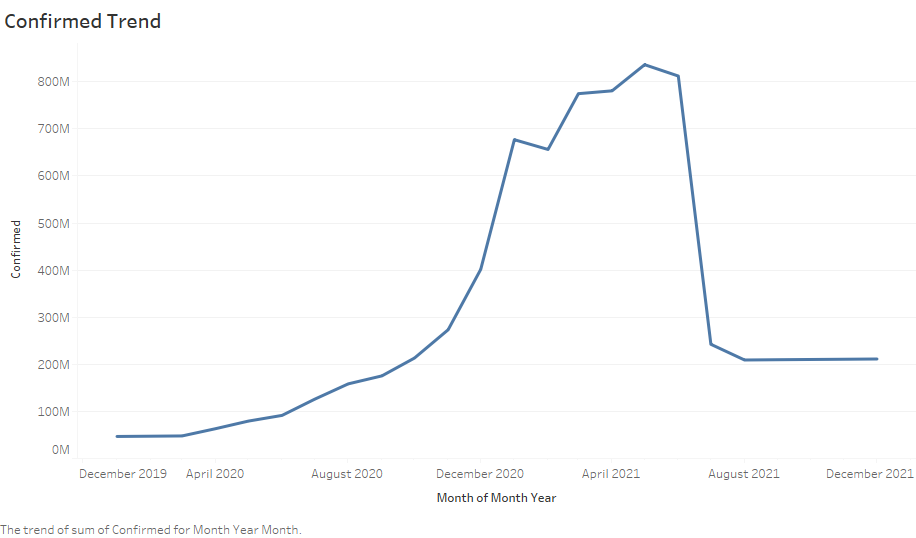 Confirmed Trend
800M
700M
600M
500M
400M
300M
200M
100M
0M
Confirmed
December 2019 April 2020 August 2020 December 2020 April 2021 August 2021 December 2021
Month of Month Year
The trend of sum of Confirmed for Month Year Month.